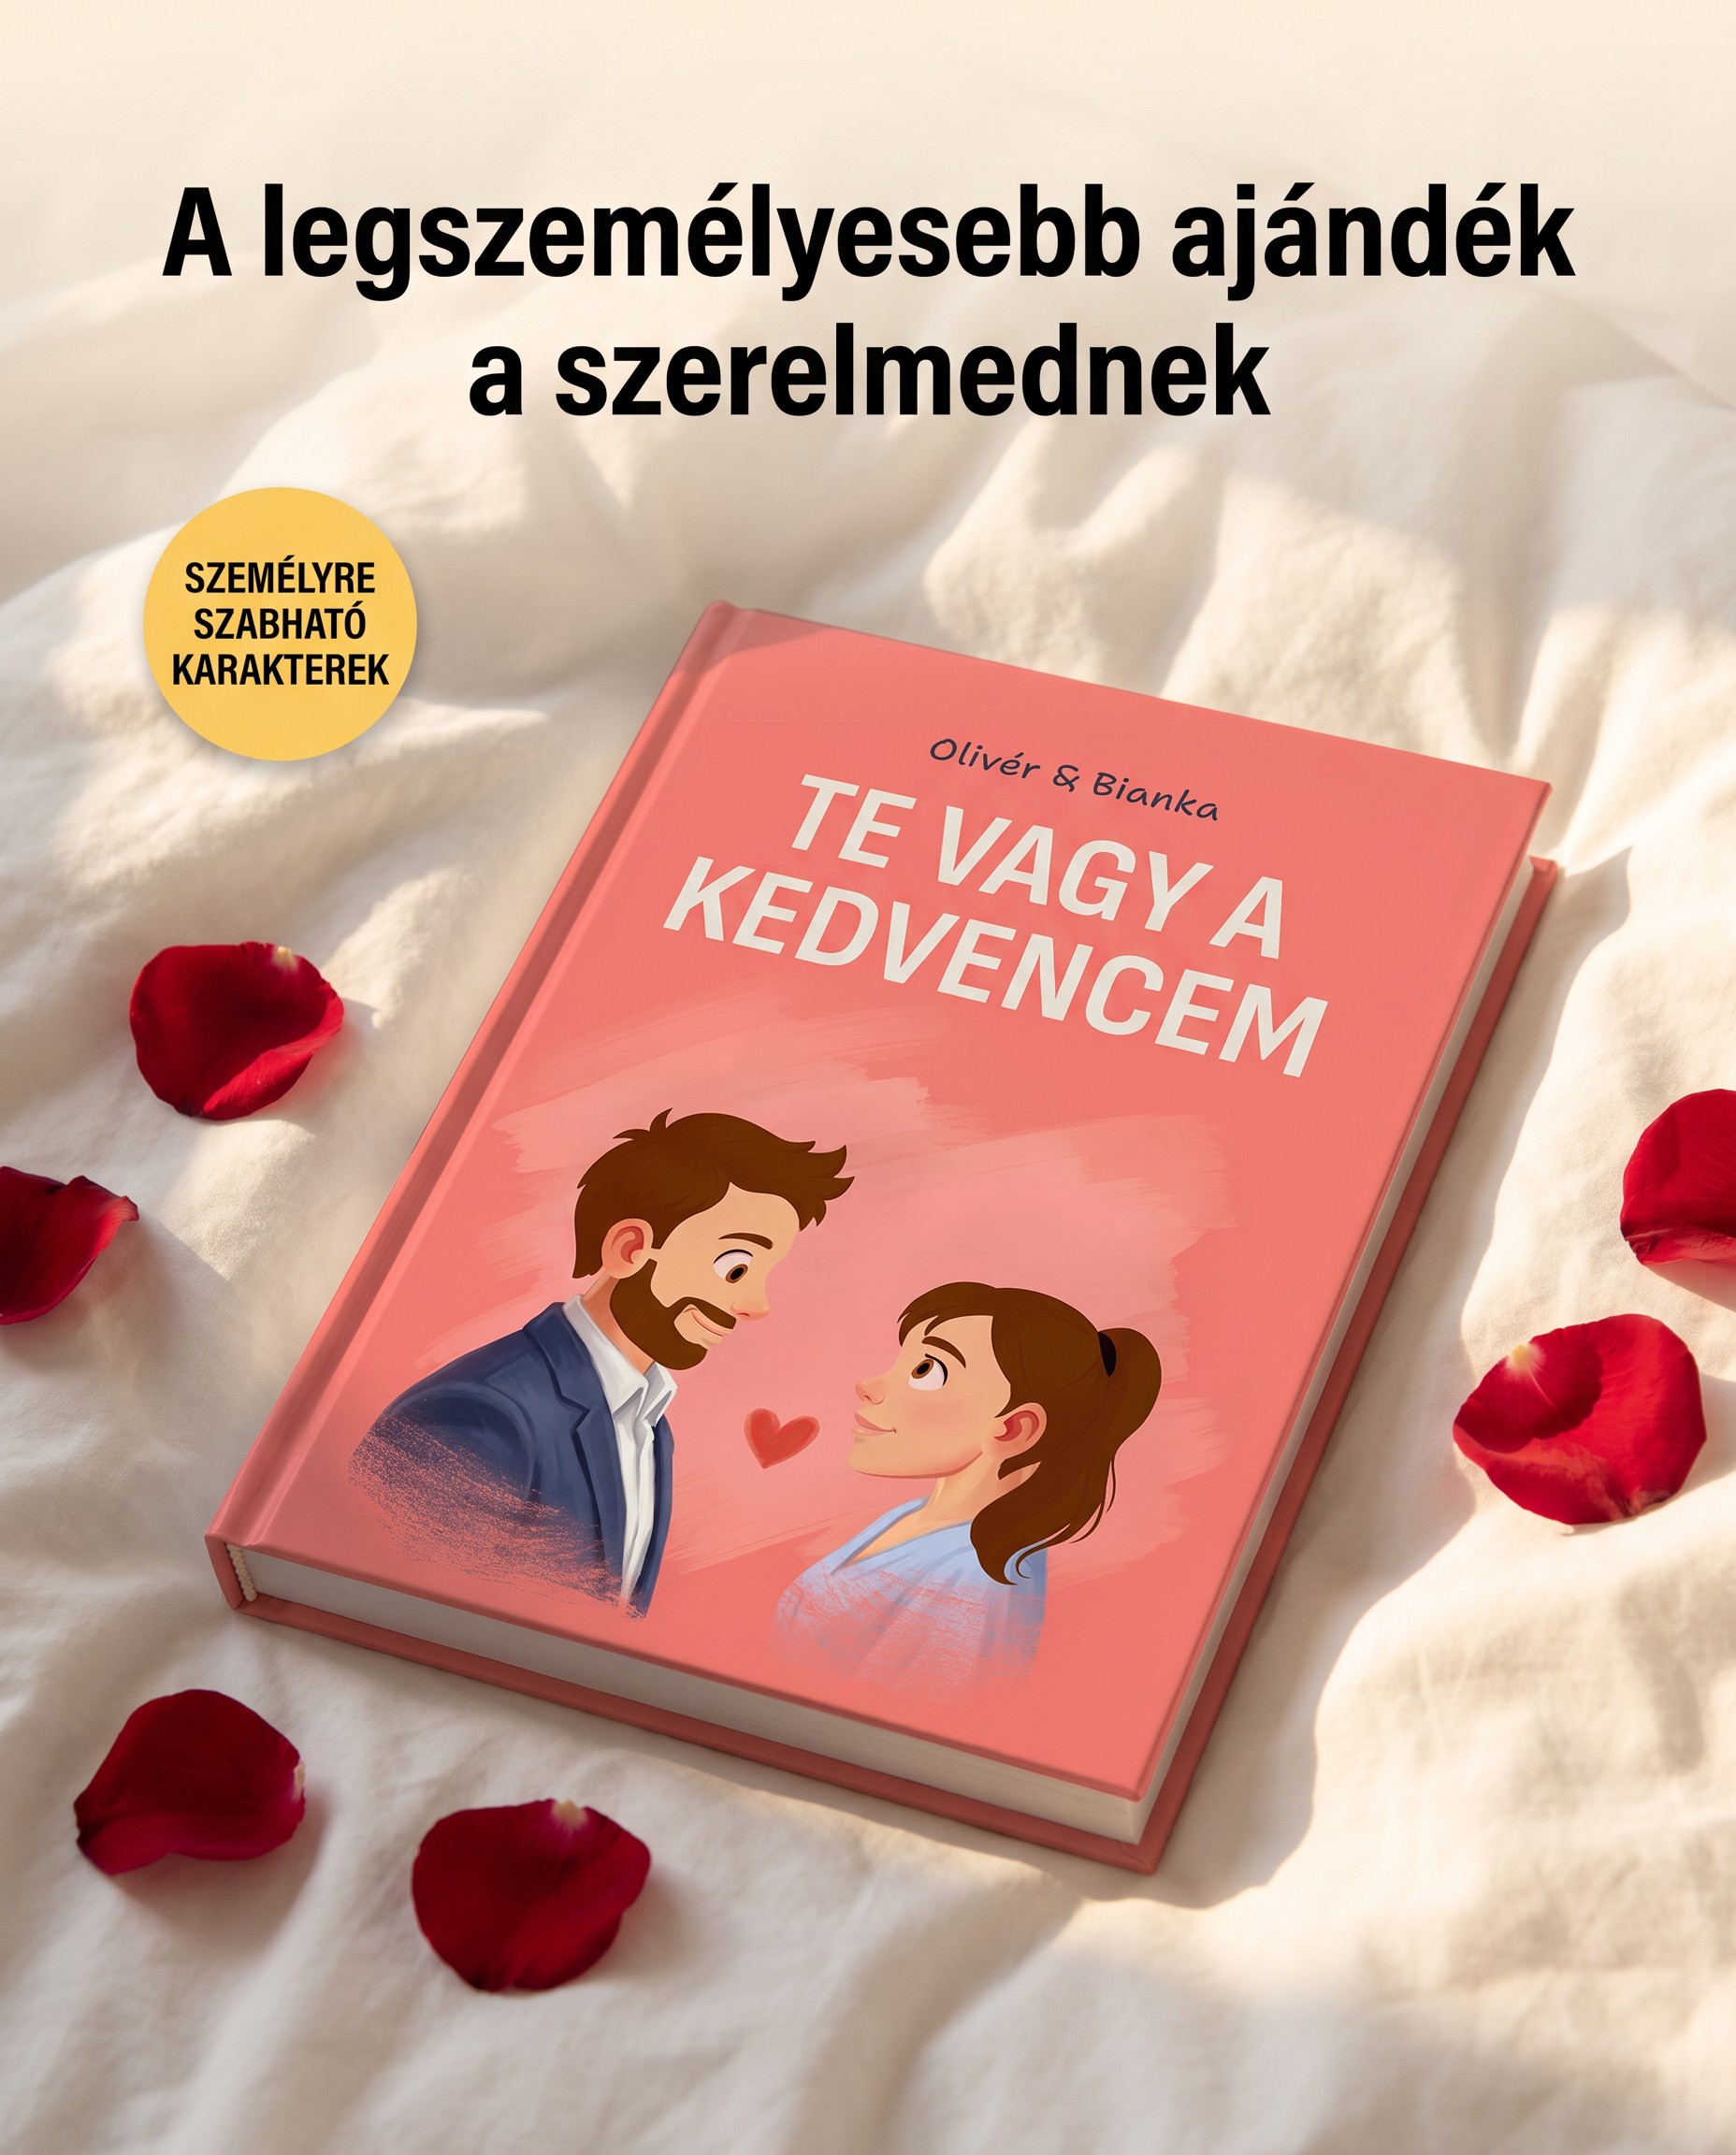 A legszemélyesebb ajándék
a szerelmednek
SZEMÉLYRE
SZABHATÓ
KARAKTEREK
Olivér & Bianka
TE VAGY A
KEDVENCEM